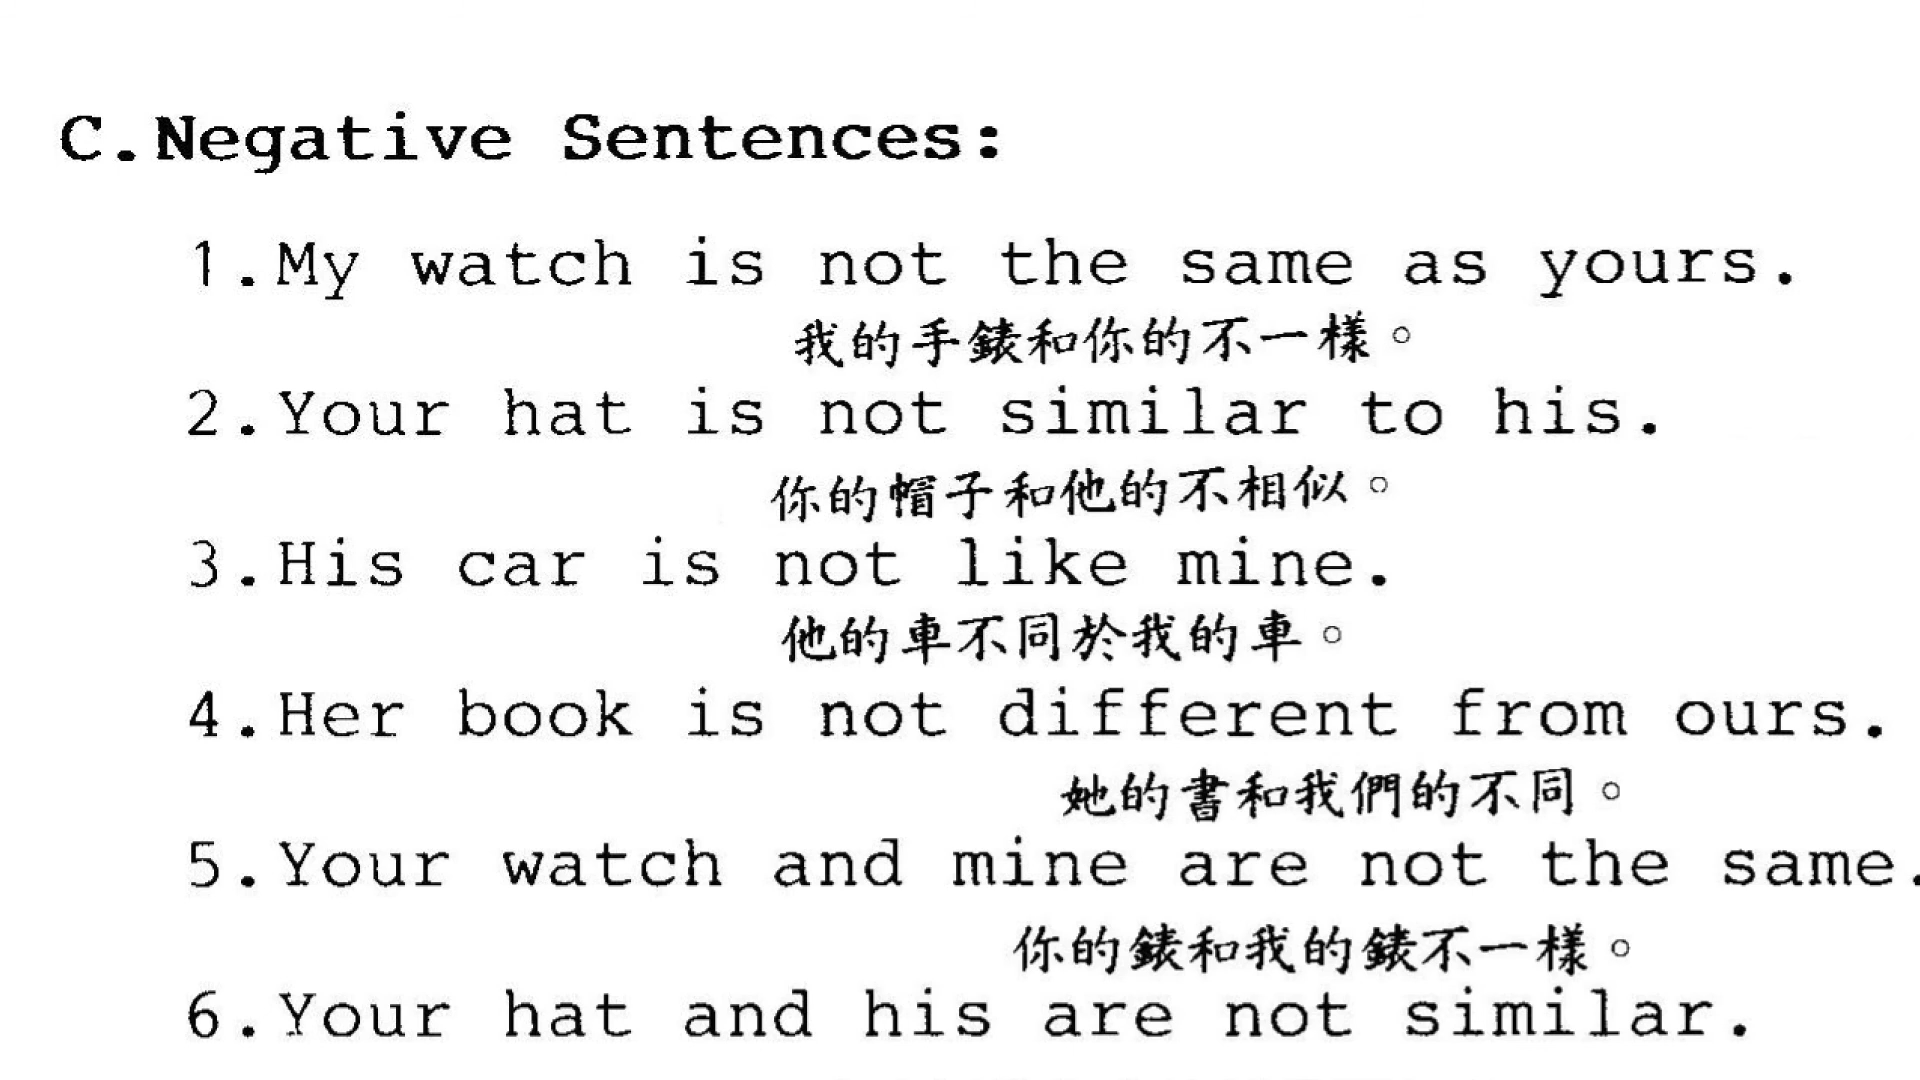 C.Negative Sentences:
1.My watch is not the same as yours.
我的手錶和你的不一樣。
2.Your hat is not similar to his.
你的帽子和他的不相似。
3.His car is not like mine.
他的車不同於我的車。
4.Her book is not different from ours.
她的書和我們的不同。
5.Your watch and mine are not the same.
你的錶和我的錶不一樣。
6.Your hat and his are not similar.